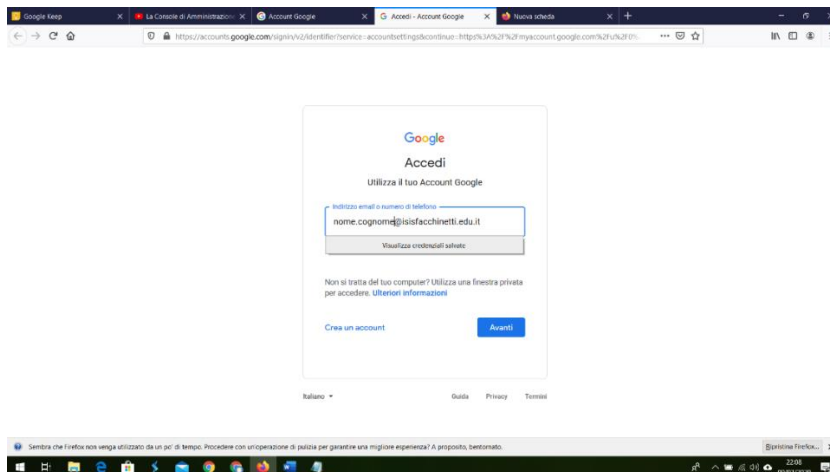 Google Keep
La Console di Amministrazione
Account Google
Accedi - Account Google
Nuova scheda
https://accounts.google.com/signin/v2/identifier?service=accountsettings&continue=https%3A%2F%2Fmyaccount.google.com%2Fu%2F0%
Google
Accedi
Utilizza il tuo Account Google
Indirizzo email o numero di telefono
nome.cognome@isisfacchinetti.edu.it
Visualizza credenziali salvate
Non si tratta del tuo computer? Utilizza una finestra privata
per accedere. Ulteriori informazioni
Crea un account
Avanti
Italiano
Guida
Privacy
Termini
Sembra che Firefox non venga utilizzato da un po' di tempo. Procedere con un'operazione di pulizia per garantire una migliore esperienza? A proposito, bentornato.
Ripristina Firefox...
22:08